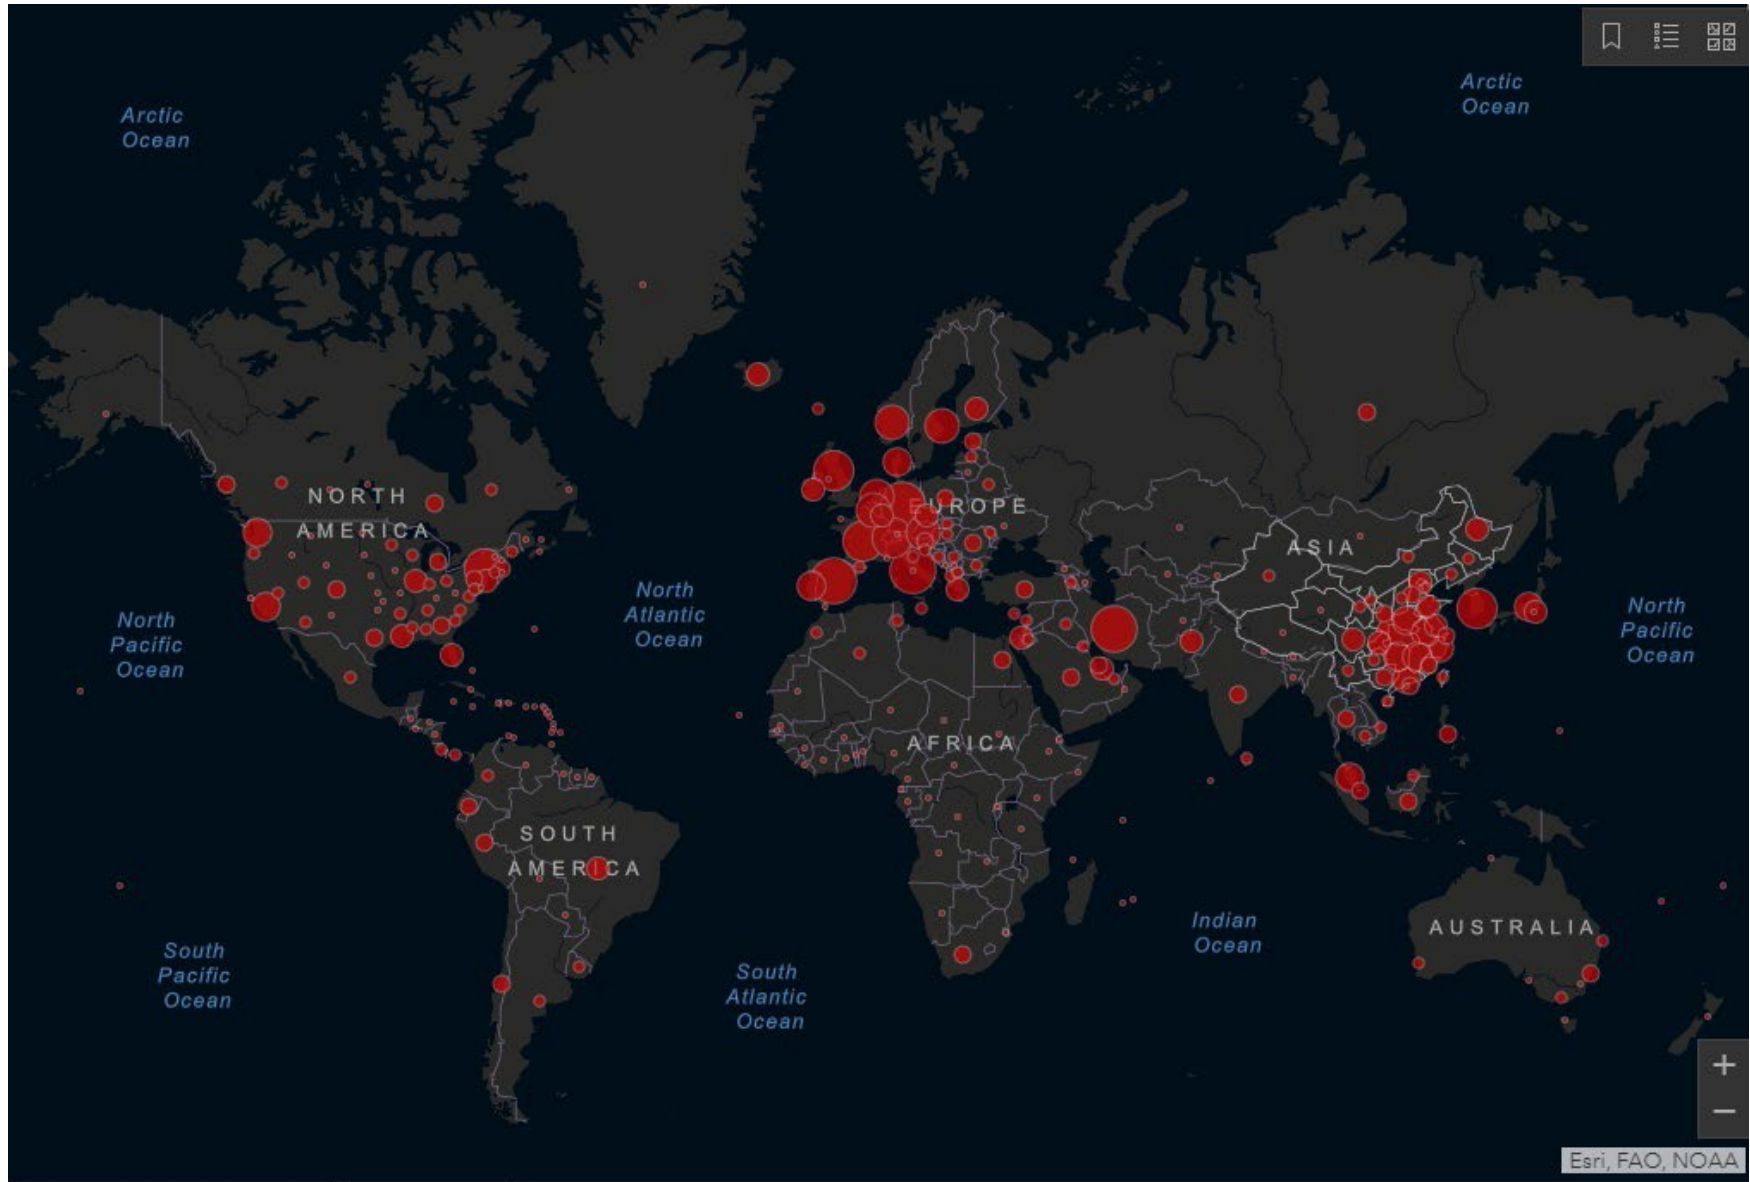 Arctic
Ocean
Arctic
Ocean
NORTH
AMERICA
EUROPE
ASIA
North
Pacific
Ocean
North
Atlantic
Ocean
North
Pacific
Ocean
AFRICA
SOUTH
AMERICA
AUSTRALIA
Indian
Ocean
South
Pacific
Ocean
South
Atlantic
Ocean
+
−
Esri, FAO, NOAA